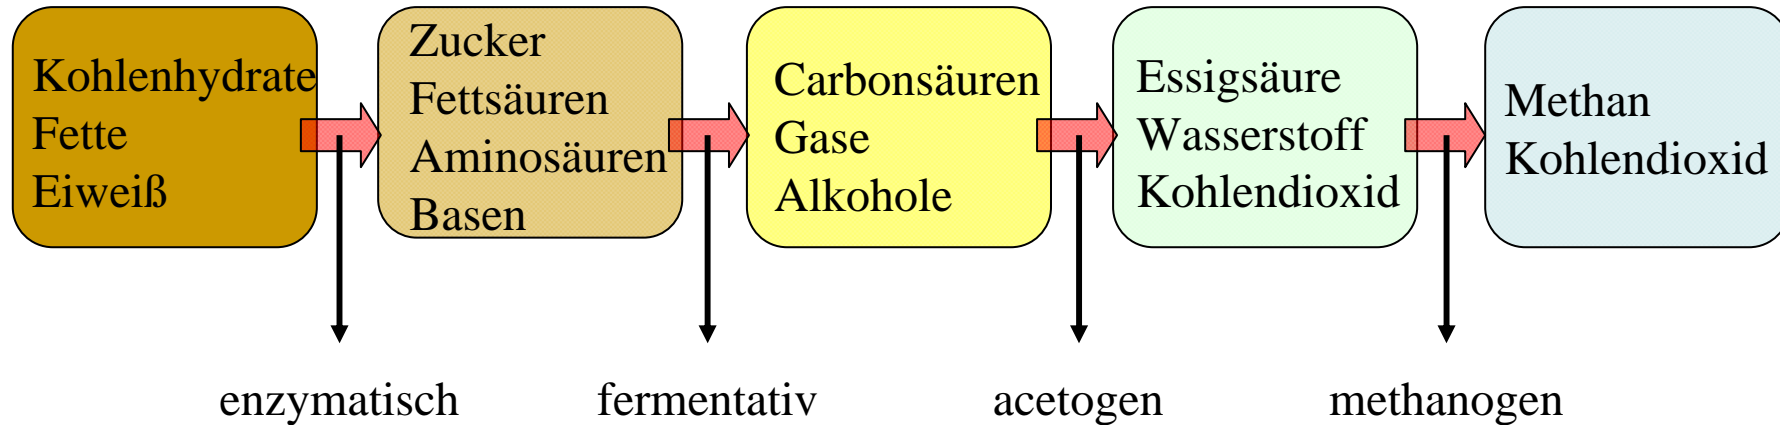 Kohlenhydrate
Fette
Eiweiß
Zucker
Fettsäuren
Aminosäuren
Basen
Carbonsäuren
Gase
Alkohole
Essigsäure
Wasserstoff
Kohlendioxid
Methan
Kohlendioxid
enzymatisch
fermentativ
acetogen
methanogen